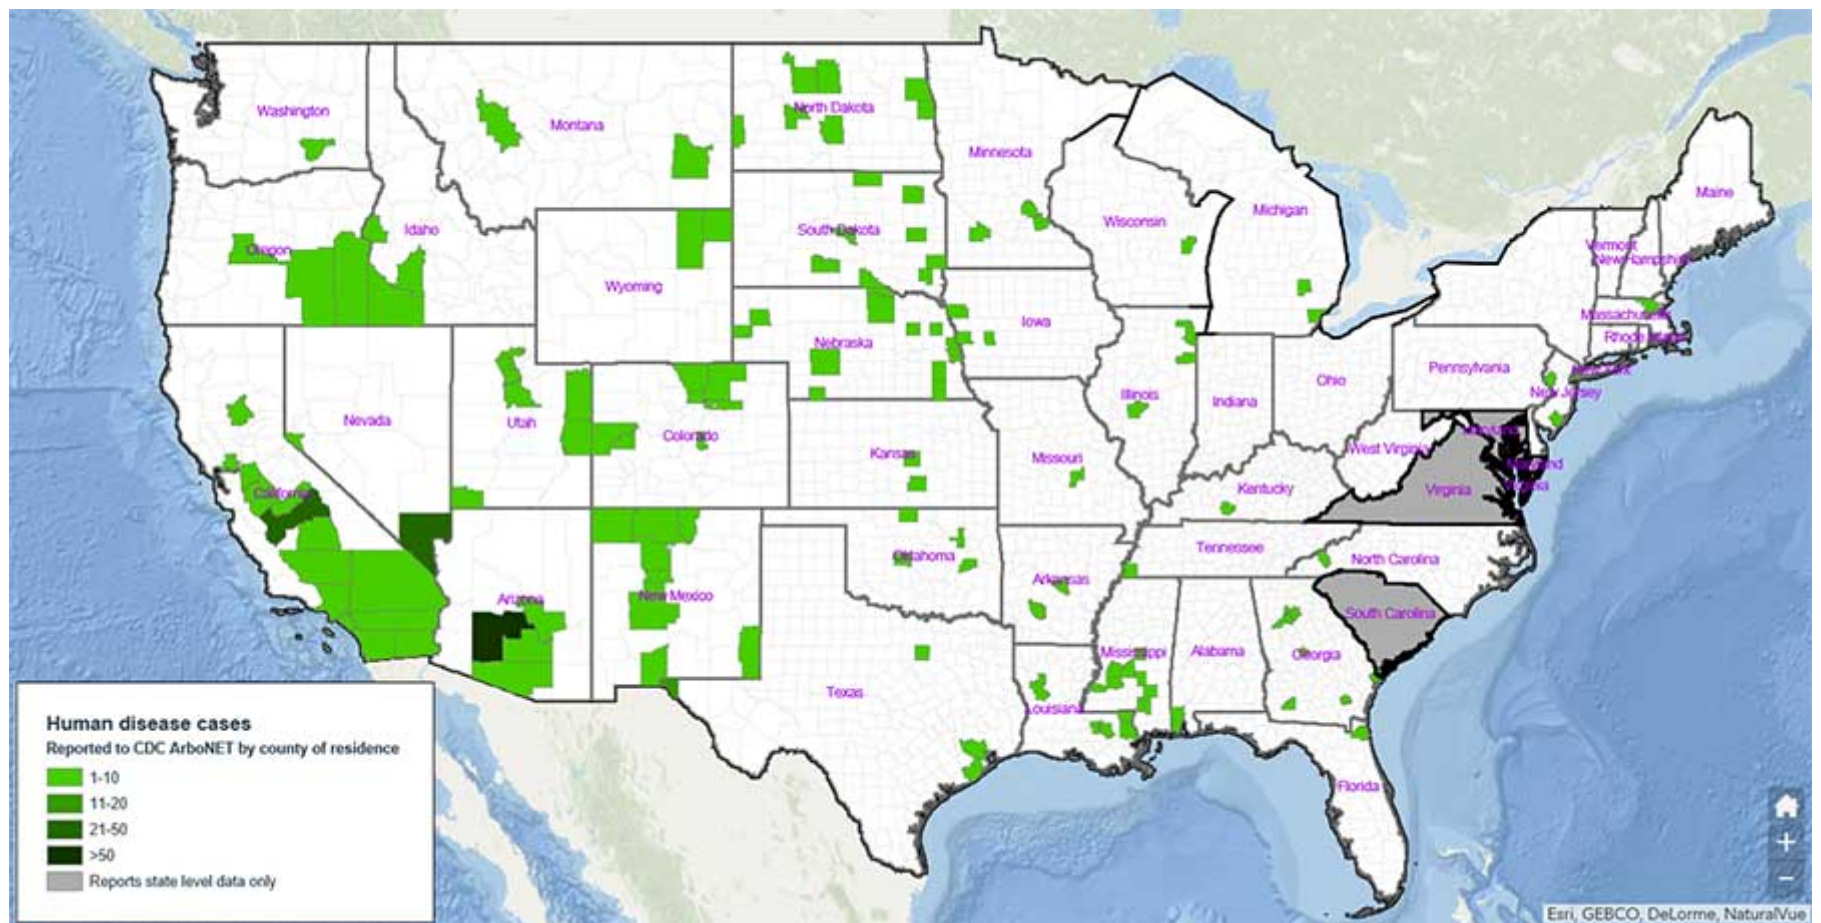 Washington
Montana
North Dakota
Minnesota
Maine
Oregon
Idaho
South Dakota
Wisconsin
Michigan
Vermont
New Hampshire
Wyoming
Iowa
Massachusetts
Nebraska
Rhode
Pennsylvania
Nevada
Utah
Colorado
Illinois
Indiana
Ohio
New Jersey
Kansas
Missouri
West Virginia
Kentucky
Virginia
California
Oklahoma
Tennessee
North Carolina
Arizona
New Mexico
Arkansas
South Carolina
Mississippi
Alabama
Georgia
Texas
Louisiana
Florida
Human disease cases
Reported to CDC ArboNET by county of residence
1-10
11-20
21-50
>50
Reports state level data only
+
−
Esri, GEBCO, DeLorme, NaturalVue